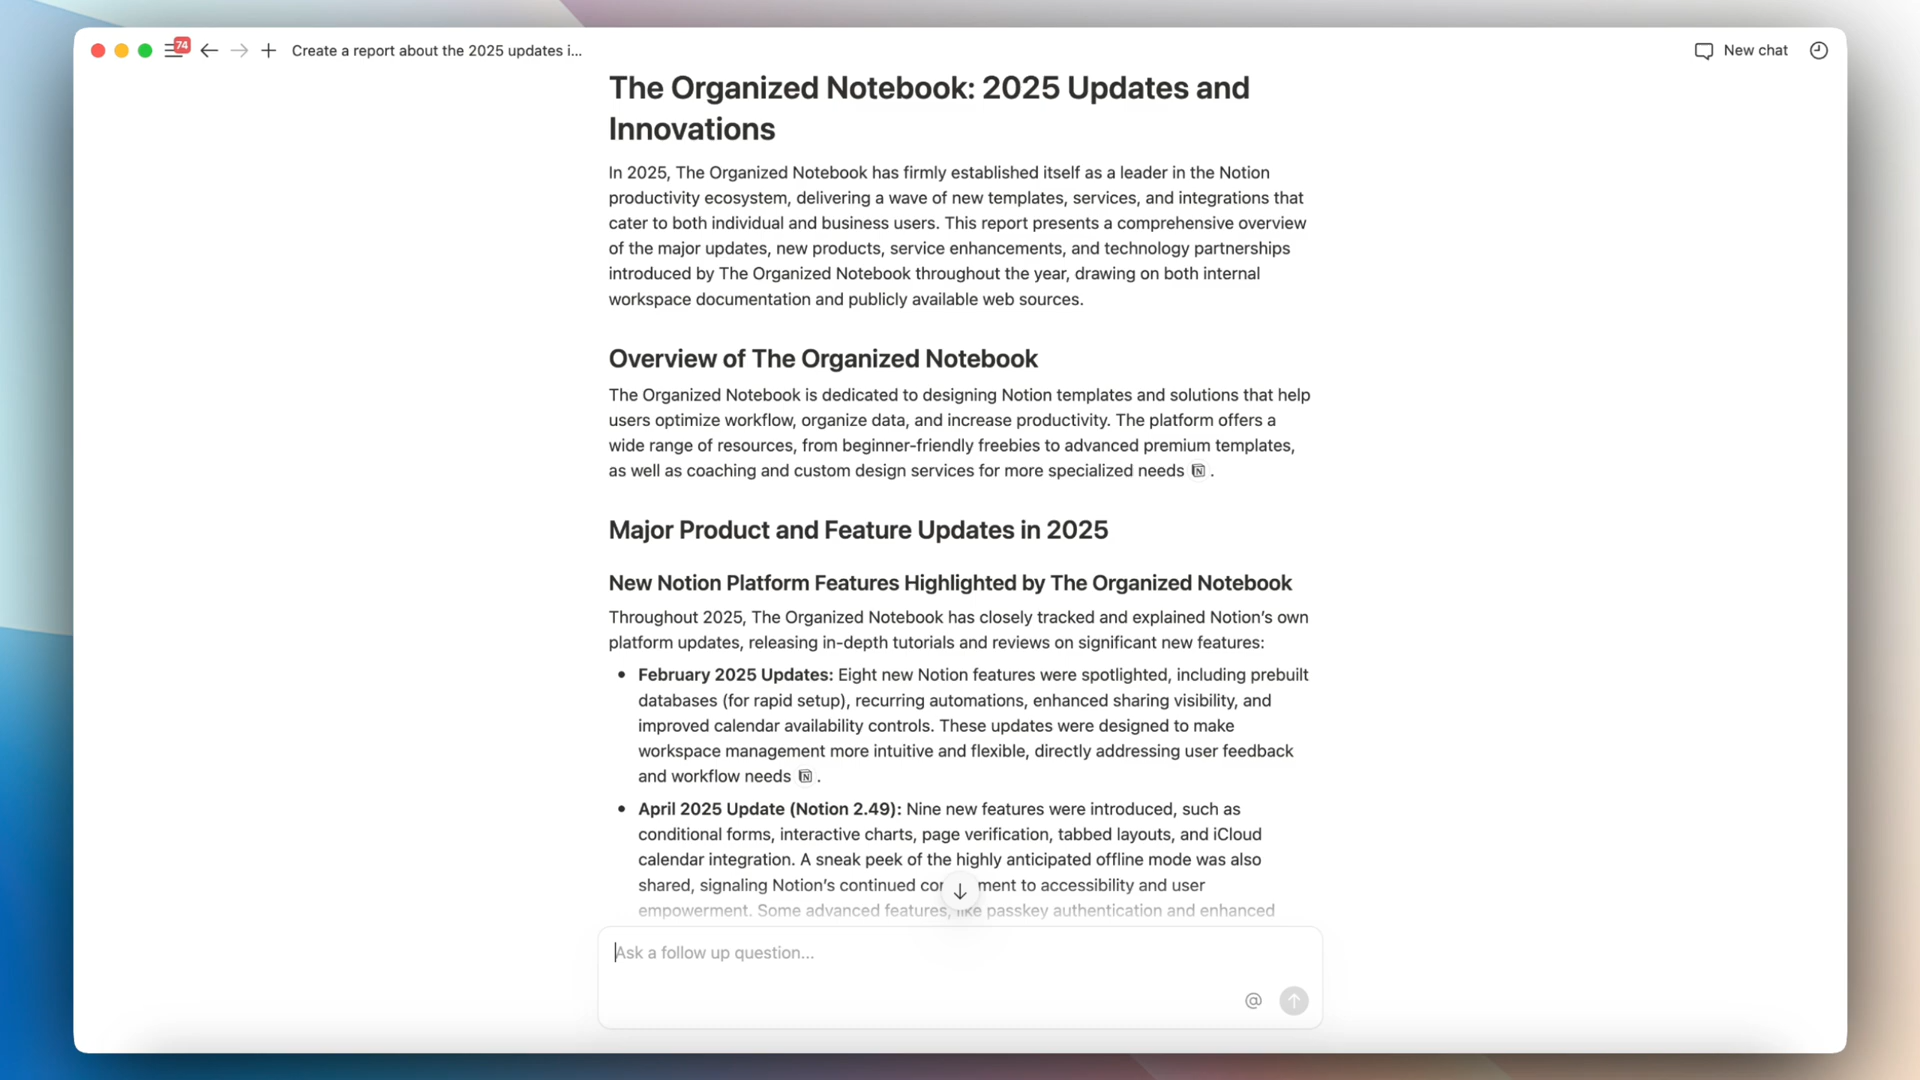 74
Create a report about the 2025 updates i...
New chat
The Organized Notebook: 2025 Updates and
Innovations
In 2025, The Organized Notebook has firmly established itself as a leader in the Notion
productivity ecosystem, delivering a wave of new templates, services, and integrations that
cater to both individual and business users. This report presents a comprehensive overview
of the major updates, new products, service enhancements, and technology partnerships
introduced by The Organized Notebook throughout the year, drawing on both internal
workspace documentation and publicly available web sources.
Overview of The Organized Notebook
The Organized Notebook is dedicated to designing Notion templates and solutions that help
users optimize workflow, organize data, and increase productivity. The platform offers a
wide range of resources, from beginner-friendly freebies to advanced premium templates,
as well as coaching and custom design services for more specialized needs .
Major Product and Feature Updates in 2025
New Notion Platform Features Highlighted by The Organized Notebook
Throughout 2025, The Organized Notebook has closely tracked and explained Notion’s own
platform updates, releasing in-depth tutorials and reviews on significant new features:
• February 2025 Updates: Eight new Notion features were spotlighted, including prebuilt
databases (for rapid setup), recurring automations, enhanced sharing visibility, and
improved calendar availability controls. These updates were designed to make
workspace management more intuitive and flexible, directly addressing user feedback
and workflow needs .
• April 2025 Update (Notion 2.49): Nine new features were introduced, such as
conditional forms, interactive charts, page verification, tabbed layouts, and iCloud
calendar integration. A sneak peek of the highly anticipated offline mode was also
shared, signaling Notion’s continued to accessibility and user
empowerment. Some advanced features, like passkey authentication and enhanced
Ask a follow up question...
@